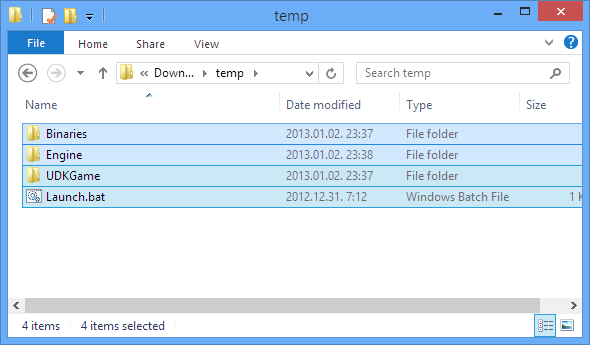 temp
File Home Share View
« Down... temp Search temp
Name Date modified Type Size
Binaries 2013.01.02. 23:37 File folder
Engine 2013.01.02. 23:38 File folder
UDKGame 2013.01.02. 23:37 File folder
Launch.bat 2012.12.31. 7:12 Windows Batch File 1 K
4 items 4 items selected